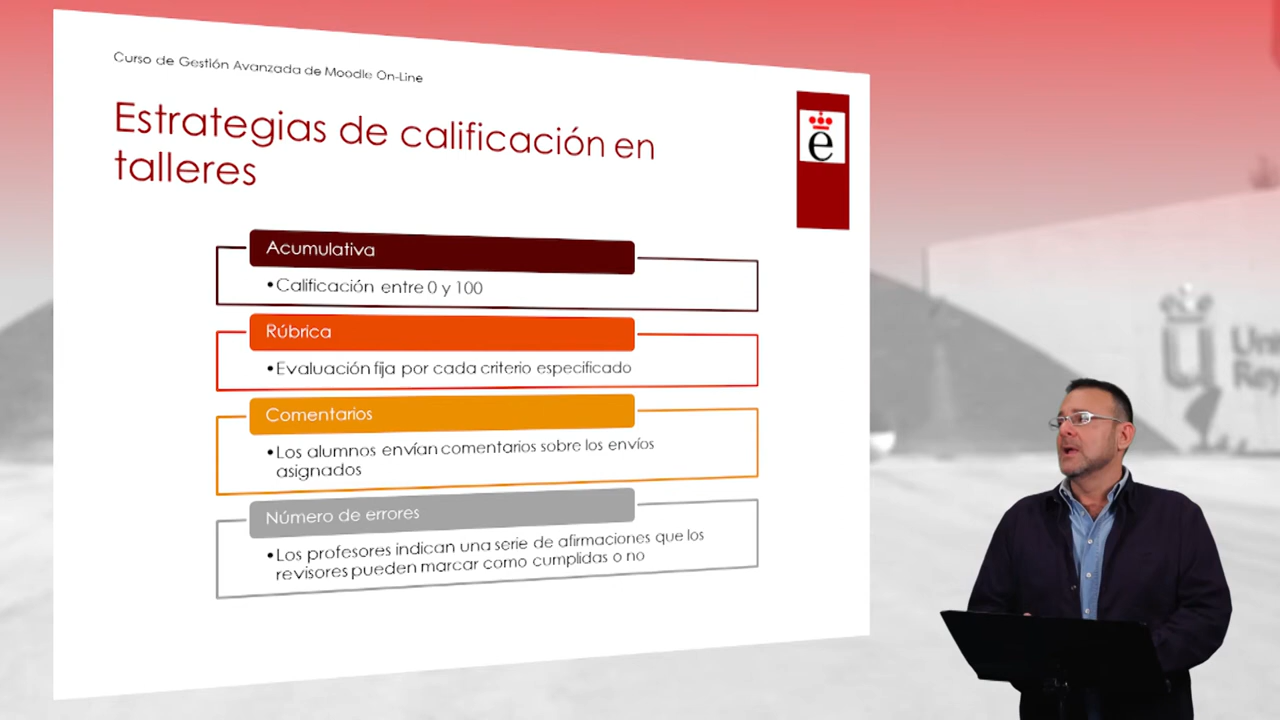 Curso de Gestión Avanzada de Moodle On-Line
Estrategias de calificación en
talleres
e
Acumulativa
•Calificación entre 0 y 100
Rúbrica
•Evaluación fija por cada criterio especificado
Comentarios
•Los alumnos envían comentarios sobre los envíos
asignados
Número de errores
•Los profesores indican una serie de afirmaciones que los
revisores pueden marcar como cumplidas o no